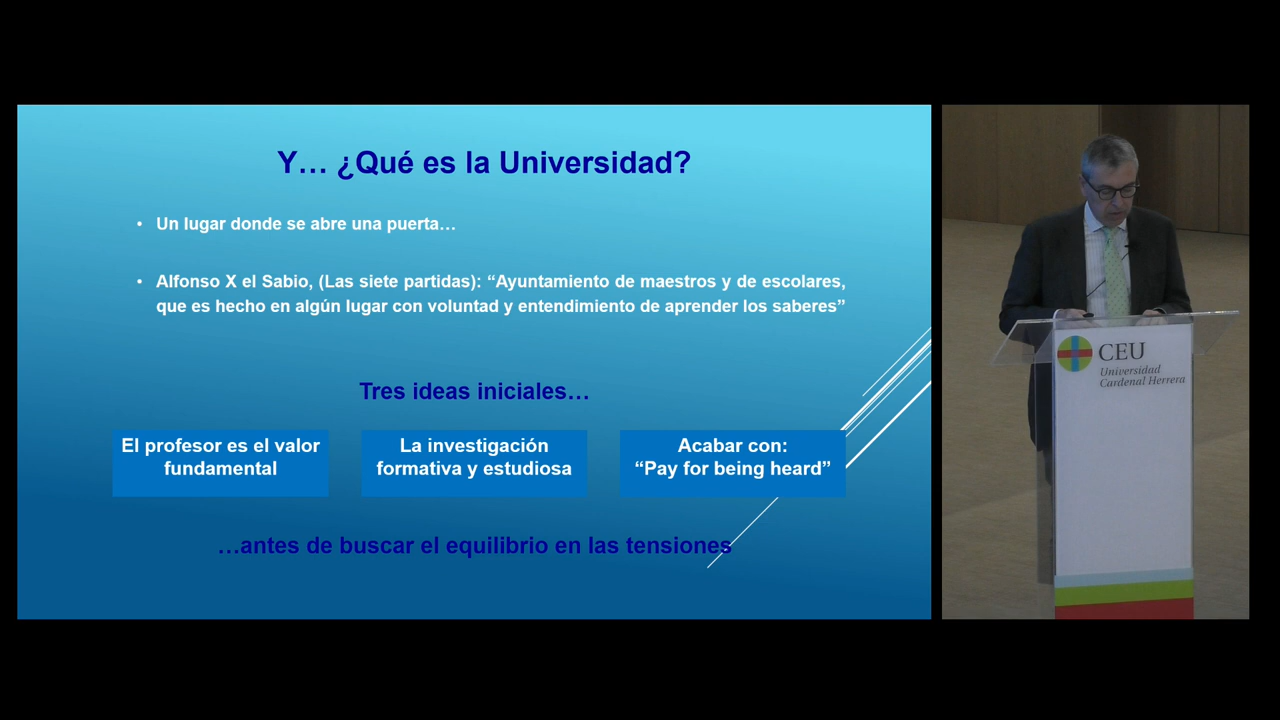 Y… ¿Qué es la Universidad?
• Un lugar donde se abre una puerta…
• Alfonso X el Sabio, (Las siete partidas): “Ayuntamiento de maestros y de escolares,
que es hecho en algún lugar con voluntad y entendimiento de aprender los saberes”
Tres ideas iniciales…
El profesor es el valor
fundamental
La investigación
formativa y estudiosa
Acabar con:
“Pay for being heard”
…antes de buscar el equilibrio en las tensiones
CEU
Universidad
Cardenal Herrera